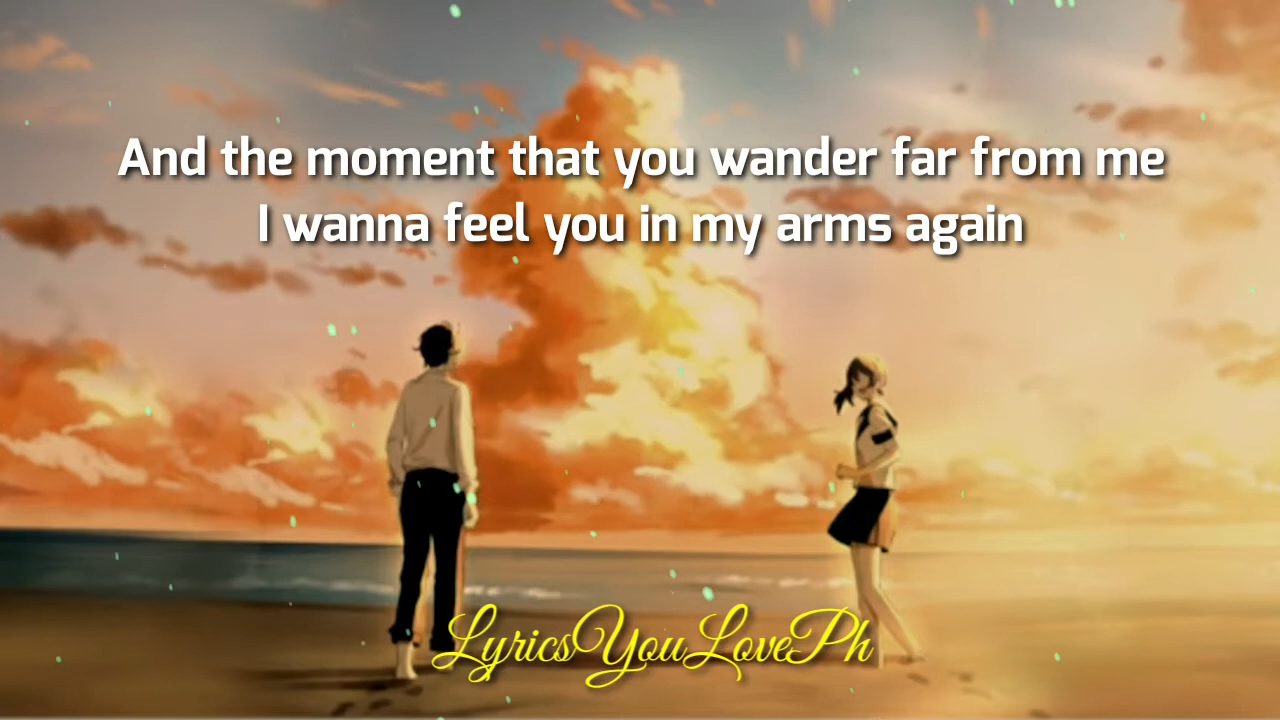 And the moment that you wander far from me
I wanna feel you in my arms again
LyricsYouLovePh